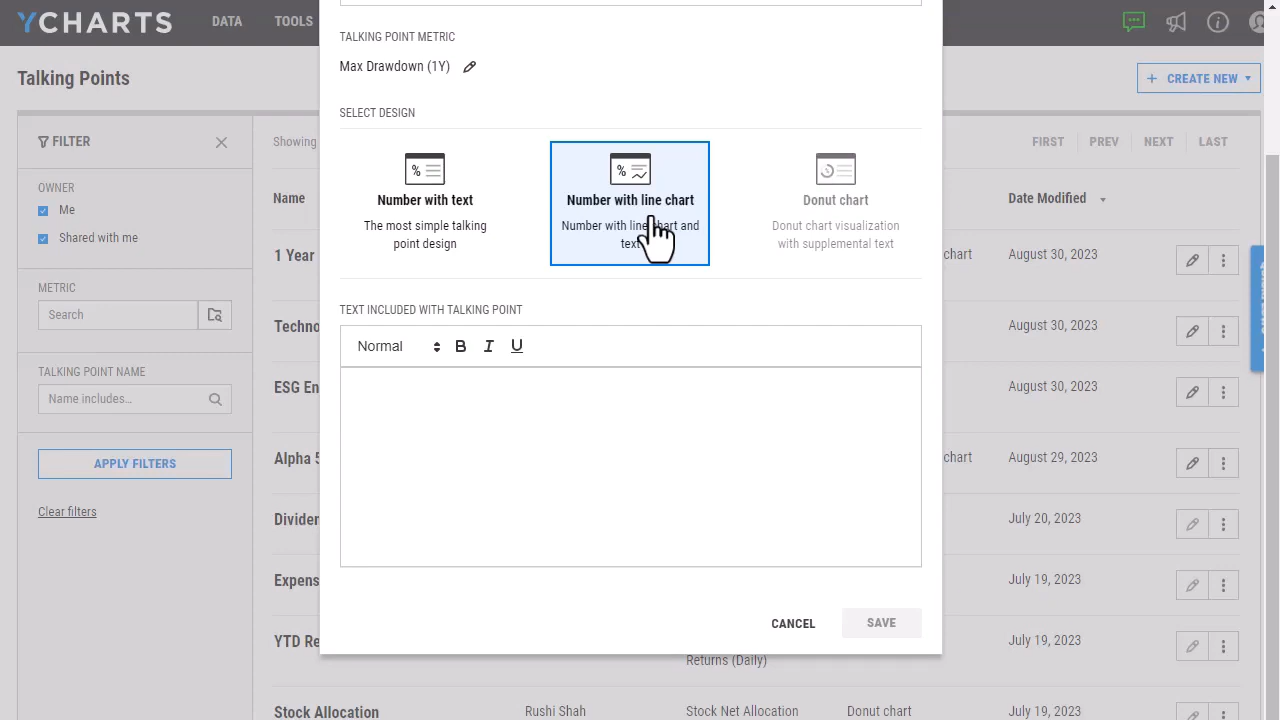 YCHARTS
DATA
TOOLS
Talking Points
CREATE NEW
FILTER
OWNER
Me
Shared with me
METRIC
Search
TALKING POINT NAME
Name includes...
APPLY FILTERS
Clear filters
TALKING POINT METRIC
Max Drawdown (1Y)
SELECT DESIGN
Number with text
The most simple talking
point design
Number with line chart
Number with line chart and
text
Donut chart
Donut chart visualization
with supplemental text
TEXT INCLUDED WITH TALKING POINT
Normal
B I U
CANCEL
SAVE
Showing
FIRST PREV NEXT LAST
Name
Date Modified
1 Year
chart
August 30, 2023
Techno
August 30, 2023
ESG En
August 30, 2023
Alpha 5
chart
August 29, 2023
Dividen
July 20, 2023
Expens
July 19, 2023
YTD Re
Returns (Daily)
July 19, 2023
Stock Allocation
Rushi Shah
Stock Net Allocation
Donut chart
July 19, 2023